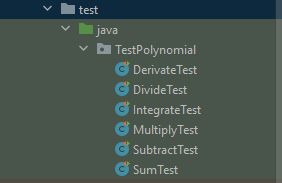 test
java
TestPolynomial
DerivateTest
DivideTest
IntegrateTest
MultiplyTest
SubtractTest
SumTest